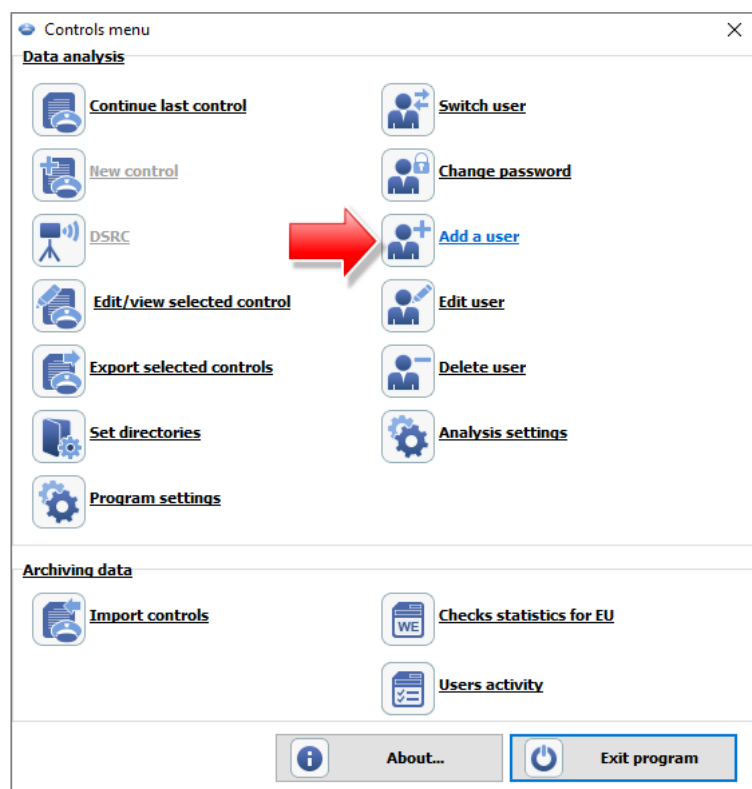 Controls menu
Data analysis
Continue last control
Switch user
New control
Change password
DSRC
Add a user
Edit/view selected control
Edit user
Export selected controls
Delete user
Set directories
Analysis settings
Program settings
Archiving data
Import controls
WE
Checks statistics for EU
Users activity
About...
Exit program